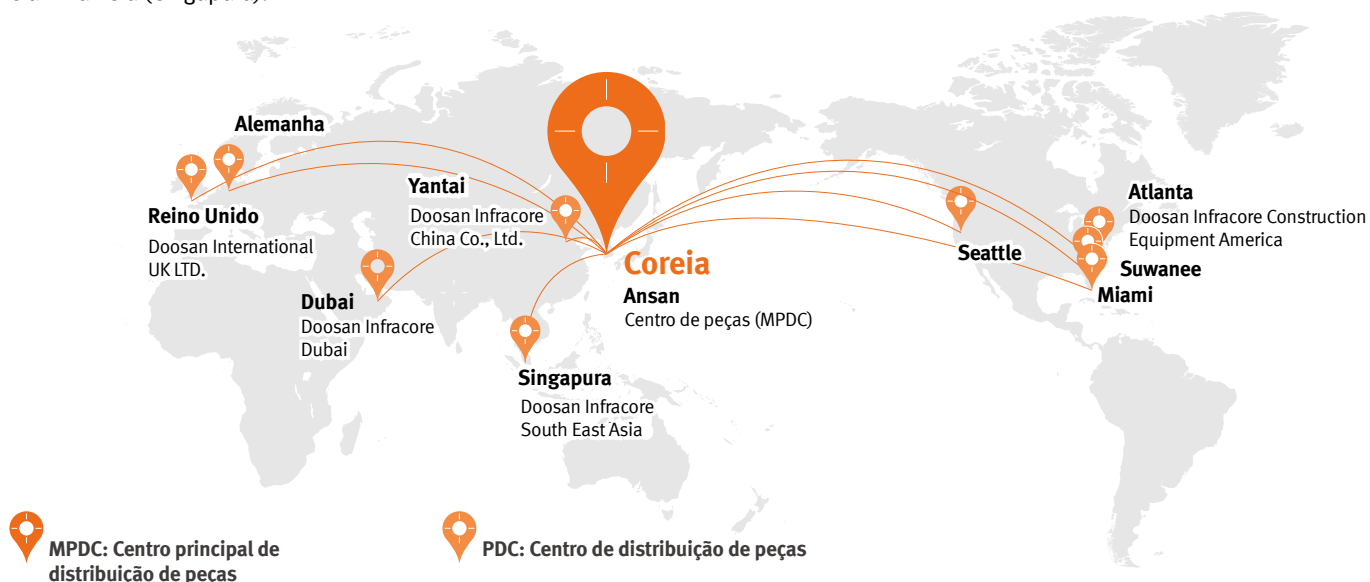 Alemanha
Reino Unido
Doosan International
UK LTD.
Yantai
Doosan Infracore
China Co., Ltd.
Dubai
Doosan Infracore
Dubai
Coreia
Ansan
Centro de peças (MPDC)
Singapura
Doosan Infracore
South East Asia
Seattle
Atlanta
Doosan Infracore Construction
Equipment America
Suwanee
Miami
MPDC: Centro principal de
distribuição de peças
PDC: Centro de distribuição de peças